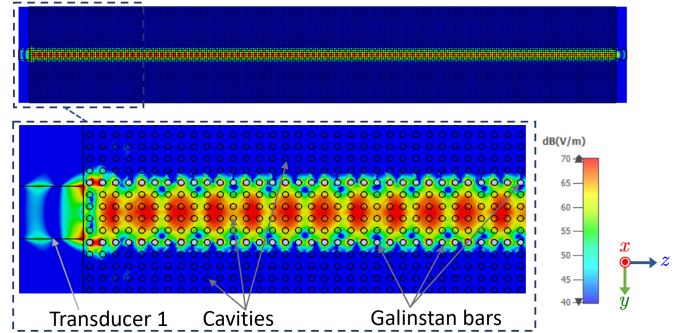 dB(V/m)
70
65
60
55
50
45
40
x
z
y
Transducer 1
Cavities
Galinstan bars